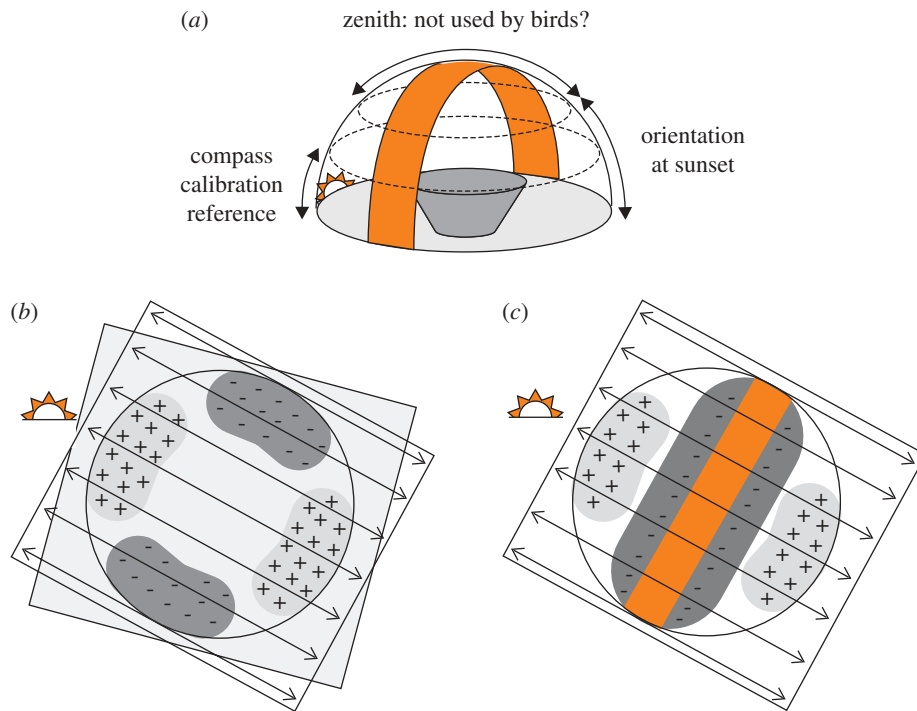 (a)
zenith: not used by birds?
compass
calibration
reference
orientation
at sunset
(b)
(c)